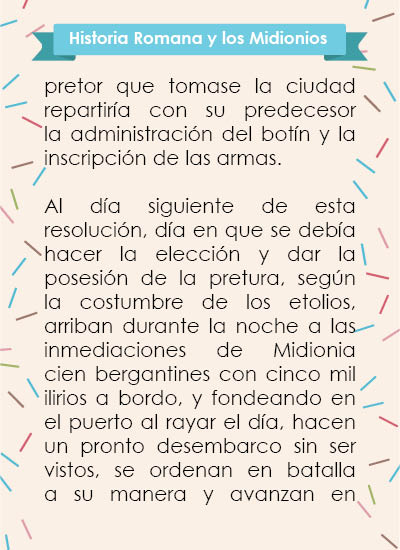 Historia Romana y los Midionios
pretor que tomase la ciudad
repartiría con su predecesor
la administración del botín y la
inscripción de las armas.
Al día siguiente de esta
resolución, día en que se debía
hacer la elección y dar la
posesión de la pretura, según
la costumbre de los etolios,
arriban durante la noche a las
inmediaciones de Midionia
cien bergantines con cinco mil
ilirios a bordo, y fondeando en
el puerto al rayar el día, hacen
un pronto desembarco sin ser
vistos, se ordenan en batalla
a su manera y avanzan en